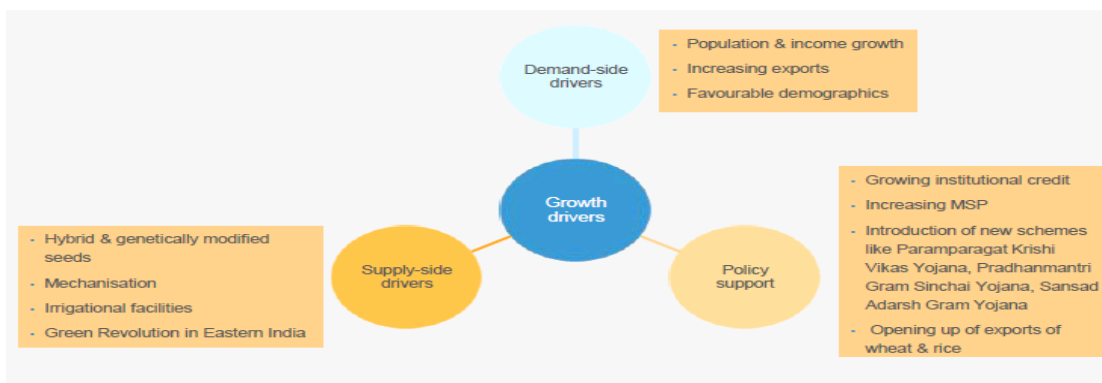 Demand-side
drivers
- Population & income growth
- Increasing exports
- Favourable demographics
Growth
drivers
Supply-side
drivers
- Hybrid & genetically modified
seeds
- Mechanisation
- Irrigational facilities
- Green Revolution in Eastern India
Policy
support
- Growing institutional credit
- Increasing MSP
- Introduction of new schemes
like Paramparagat Krishi
Vikas Yojana, Pradhanmantri
Gram Sinchai Yojana, Sansad
Adarsh Gram Yojana
- Opening up of exports of
wheat & rice